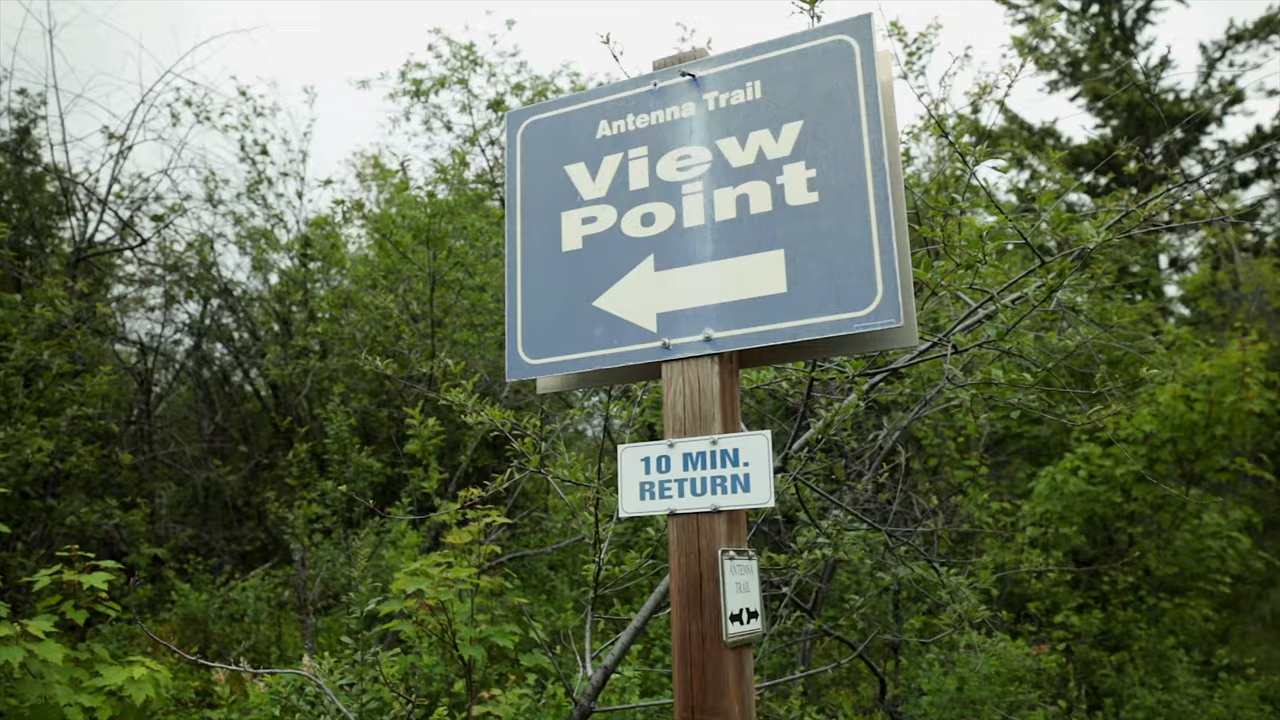 Antenna Trail
View
Point
10 MIN.
RETURN
ANTENNA
TRAIL